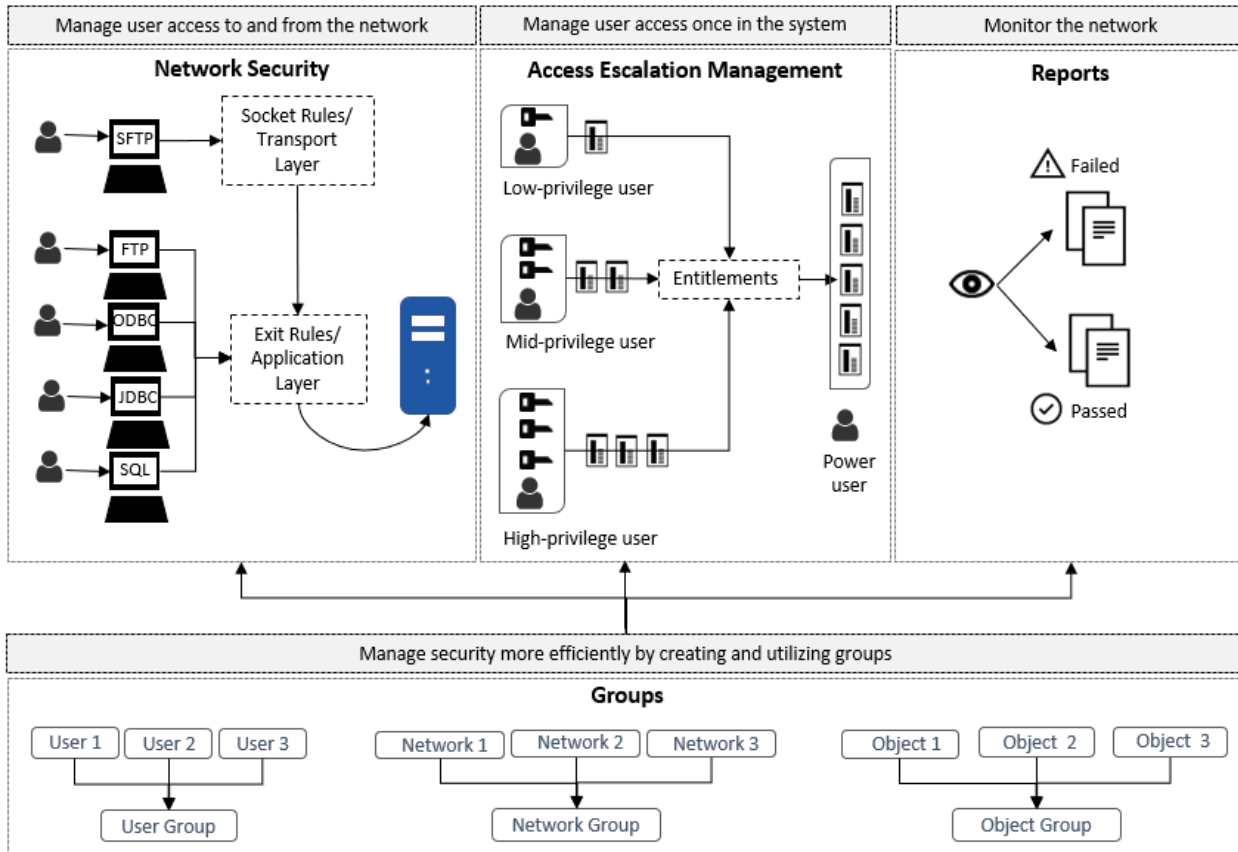 Manage user access to and from the network
Manage user access once in the system
Monitor the network
Network Security
Access Escalation Management
Reports
SFTP
Socket Rules/
Transport
Layer
FTP
ODBC
JDBC
SQL
Exit Rules/
Application
Layer
Low-privilege user
Mid-privilege user
High-privilege user
Entitlements
Power
user
Failed
Passed
Manage security more efficiently by creating and utilizing groups
Groups
User 1
User 2
User 3
User Group
Network 1
Network 2
Network 3
Network Group
Object 1
Object 2
Object 3
Object Group